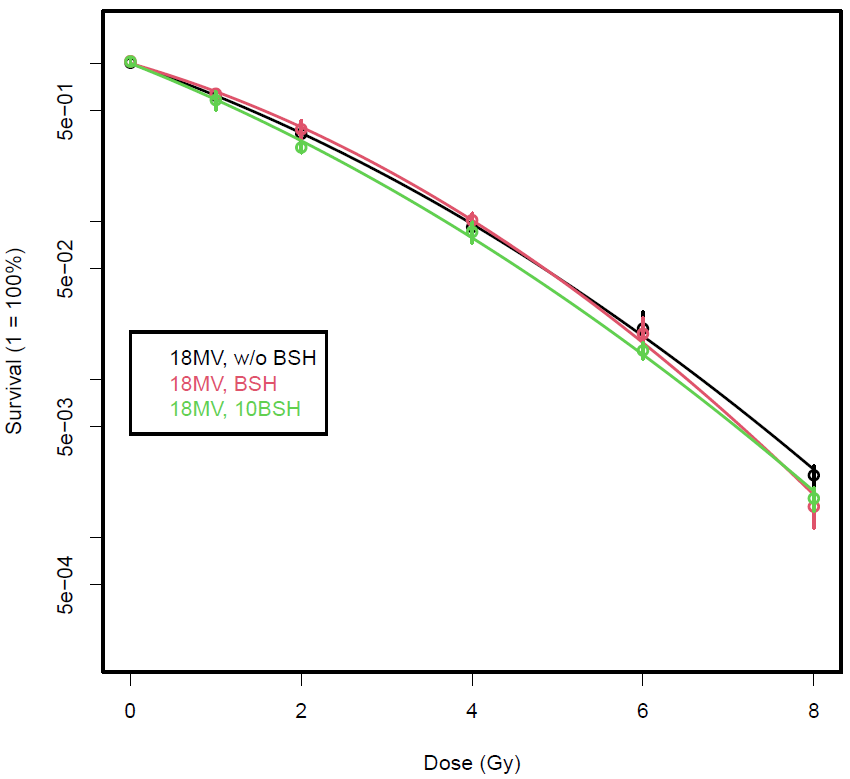 5e−01
5e−02
5e−03
5e−04
Survival (1 = 100%)
18MV, w/o BSH
18MV, BSH
18MV, 10BSH
0 2 4 6 8
Dose (Gy)